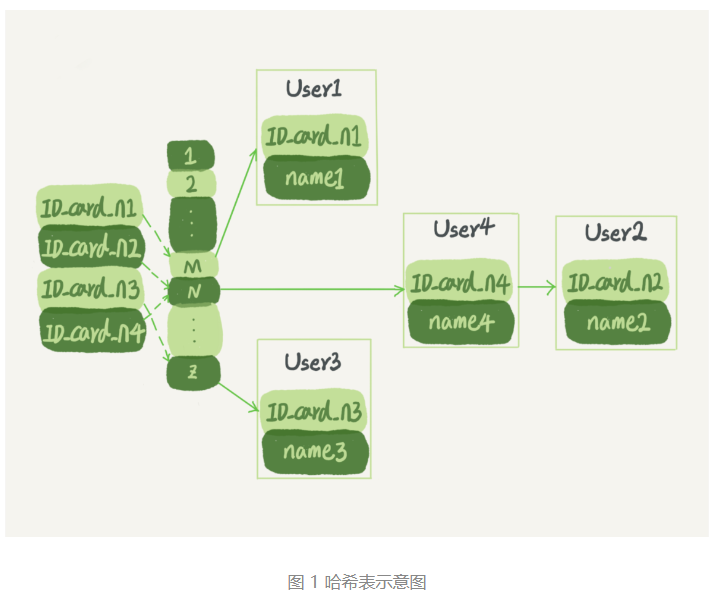 User1
ID_card_n1
name1
1
2
ID_card_n1
ID_card_n2
ID_card_n3
ID_card_n4
M
N
Z
User4
ID_card_n4
name4
User2
ID_card_n2
name2
User3
ID_card_n3
name3
图 1 哈希表示意图